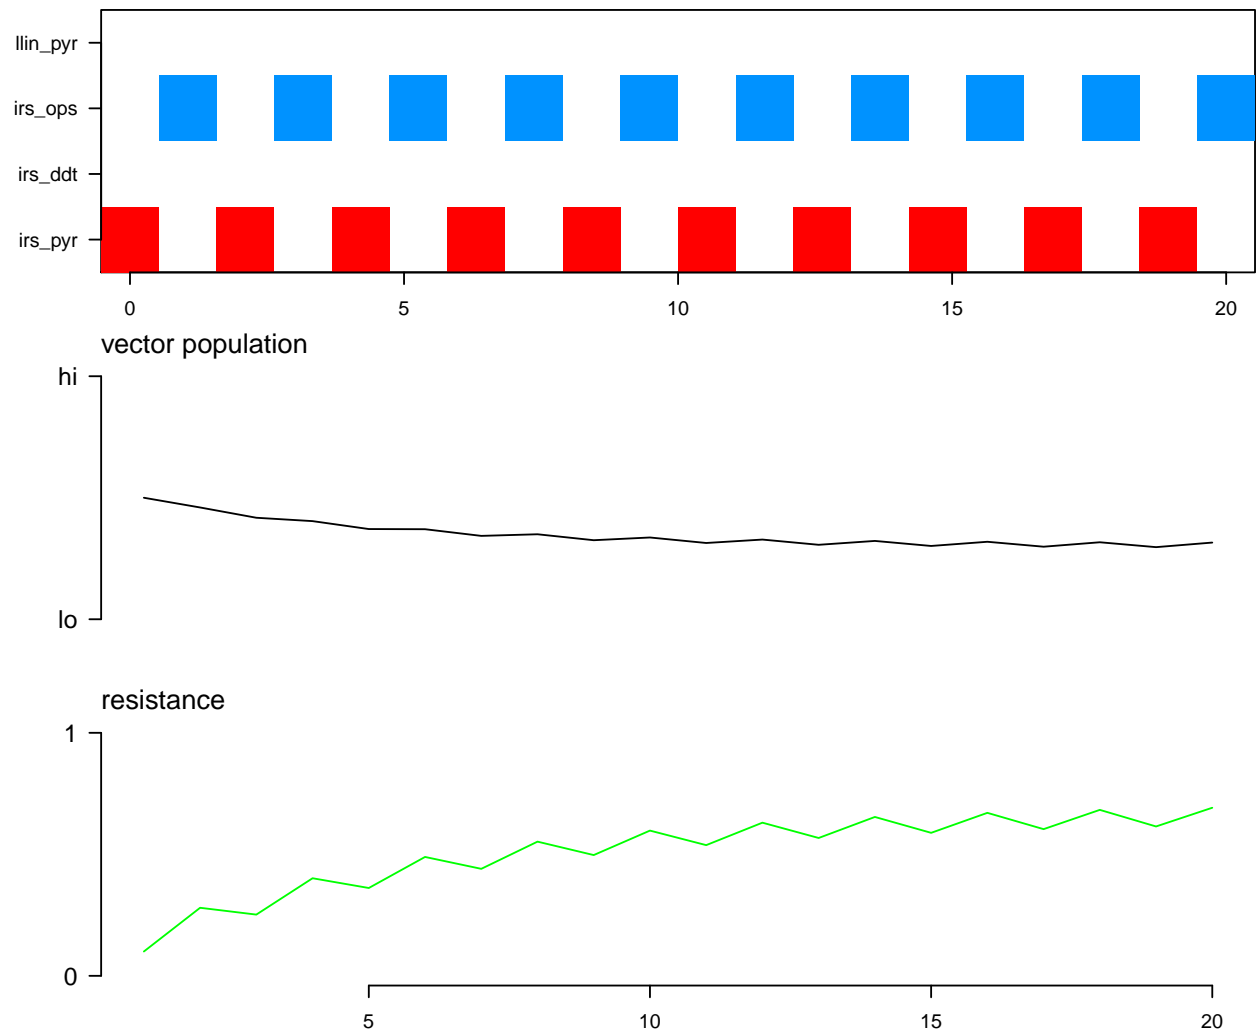 llin_pyr
irs_ops
irs_ddt
irs_pyr
0 5 10 15 20
vector population
hi
lo
resistance
1
0
5 10 15 20